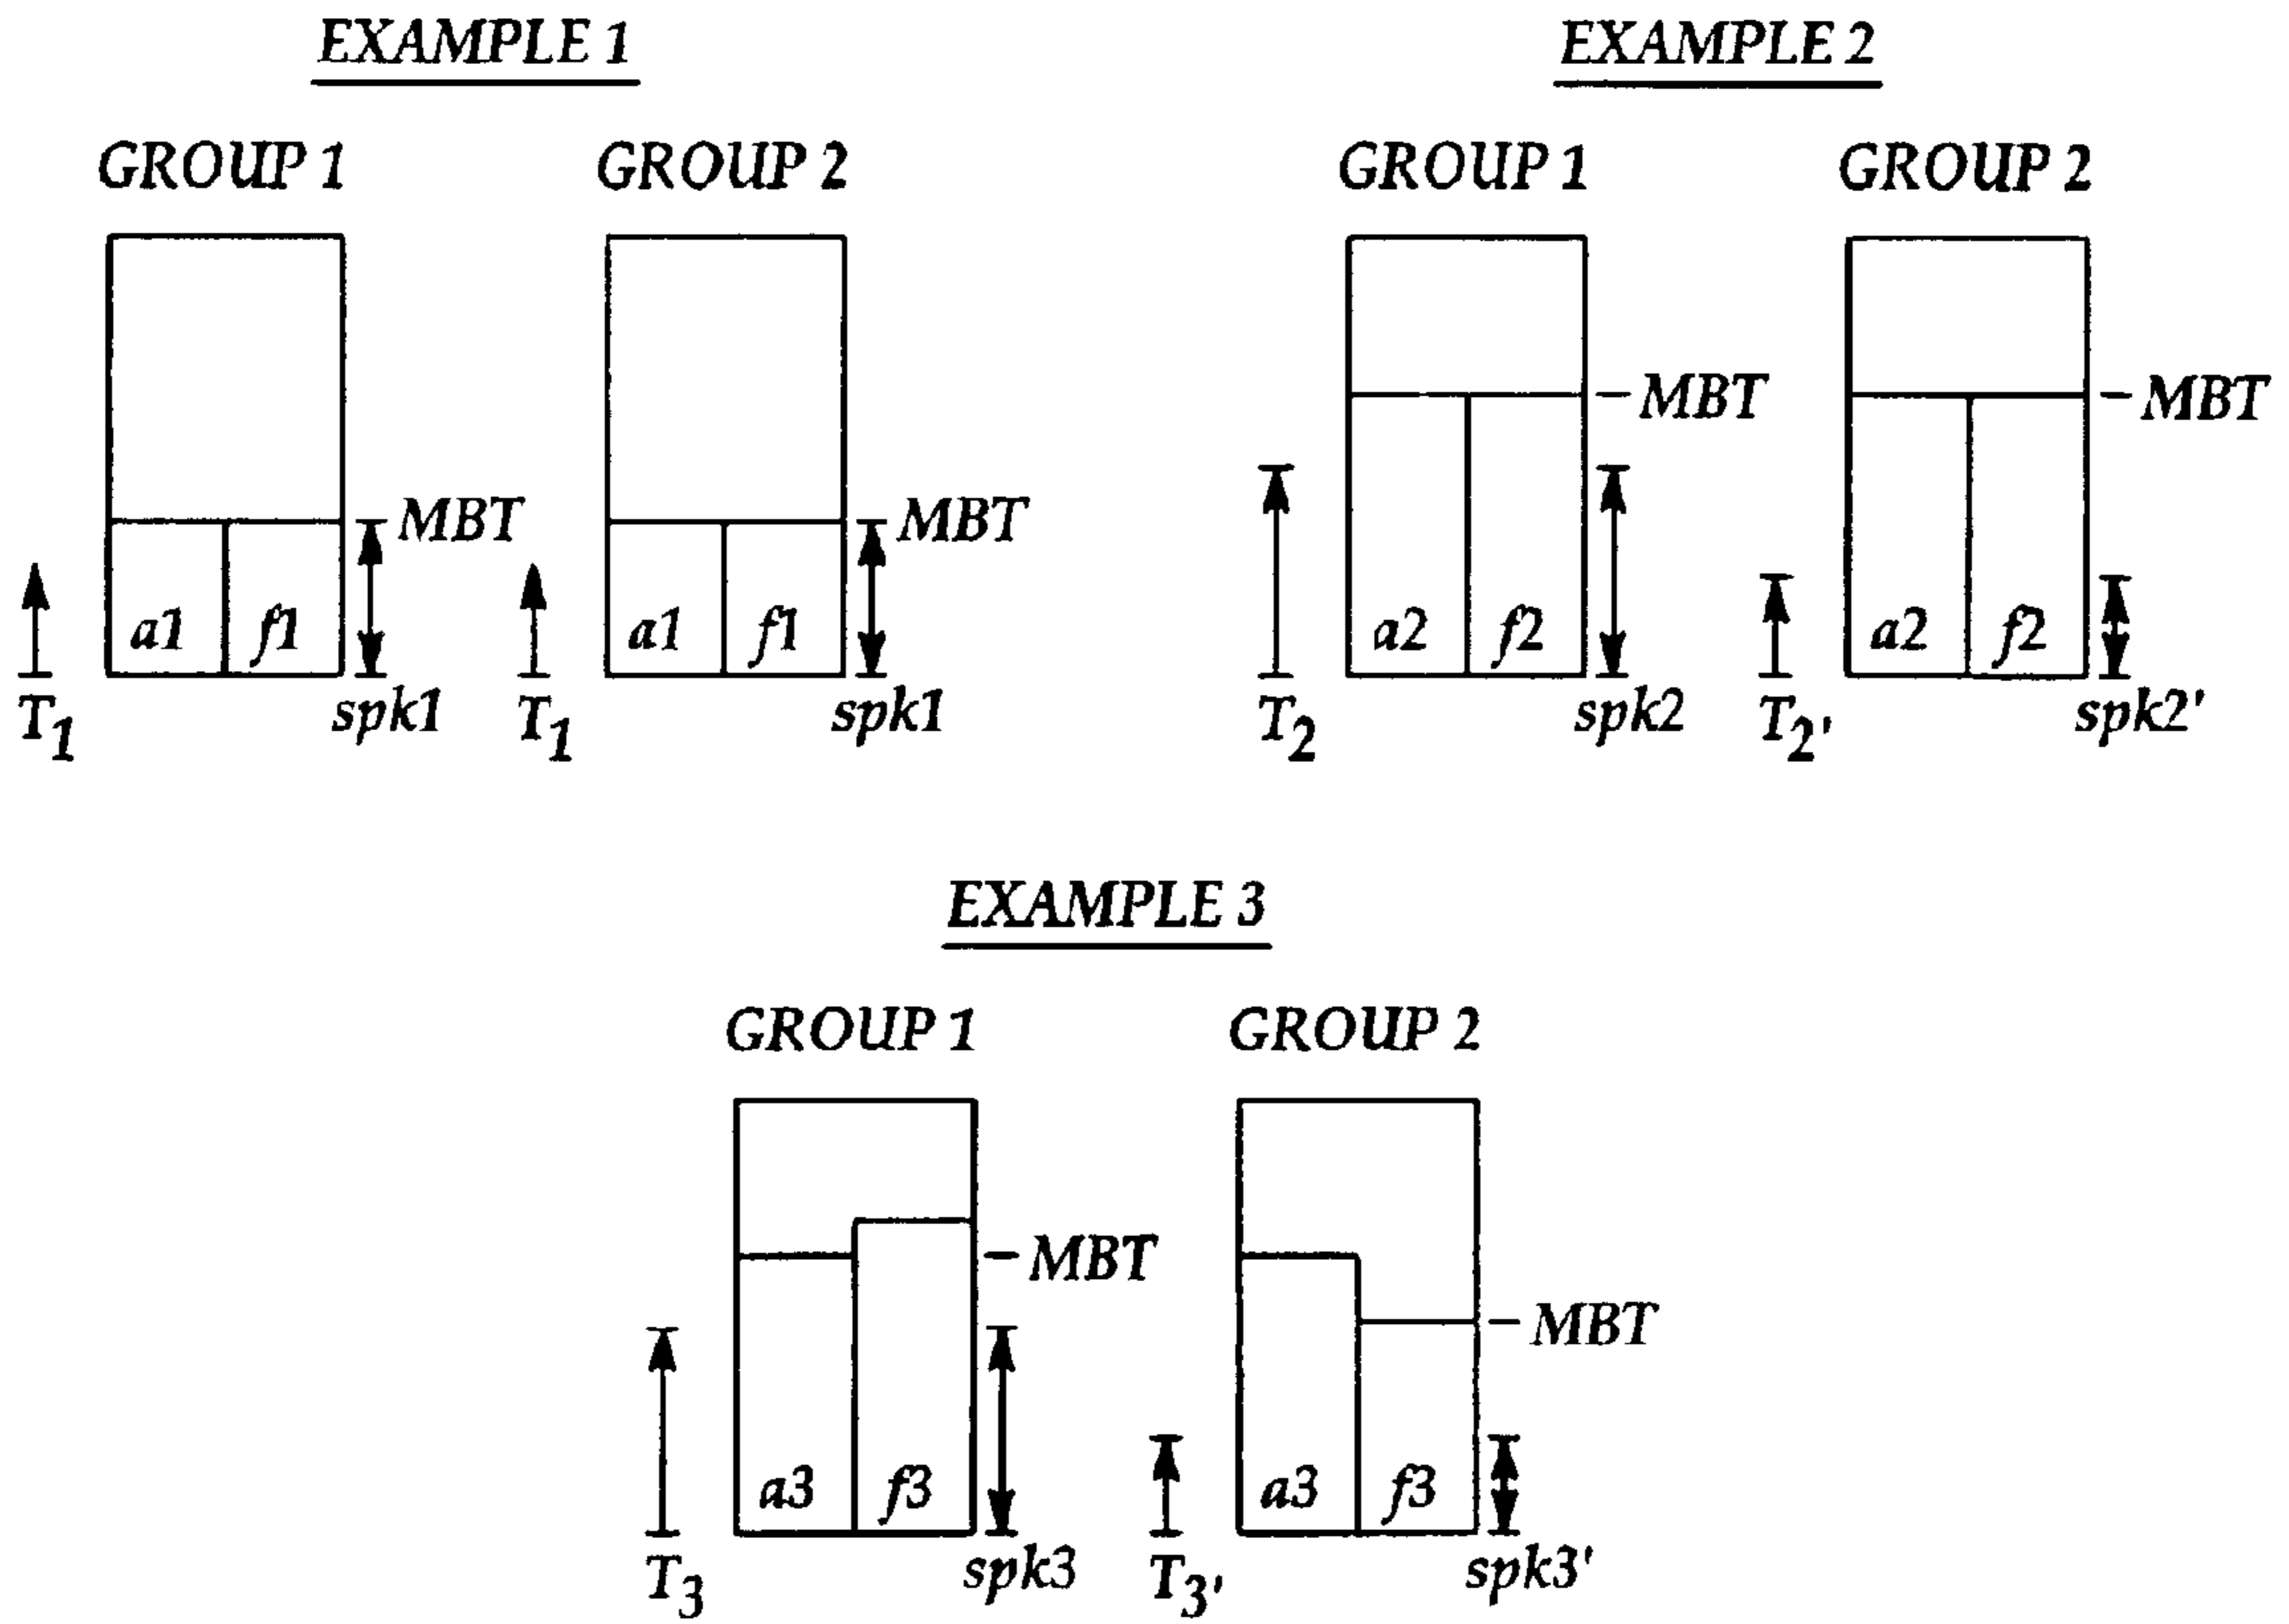 EXAMPLE 1
GROUP 1
GROUP 2
MBT
MBT
a1
f1
a1
f1
T1
spk1
T1
spk1
EXAMPLE 2
GROUP 1
GROUP 2
MBT
MBT
a2
f2
a2
f2
T2
spk2
T2'
spk2'
EXAMPLE 3
GROUP 1
GROUP 2
MBT
MBT
a3
f3
a3
f3
T3
spk3
T3'
spk3'